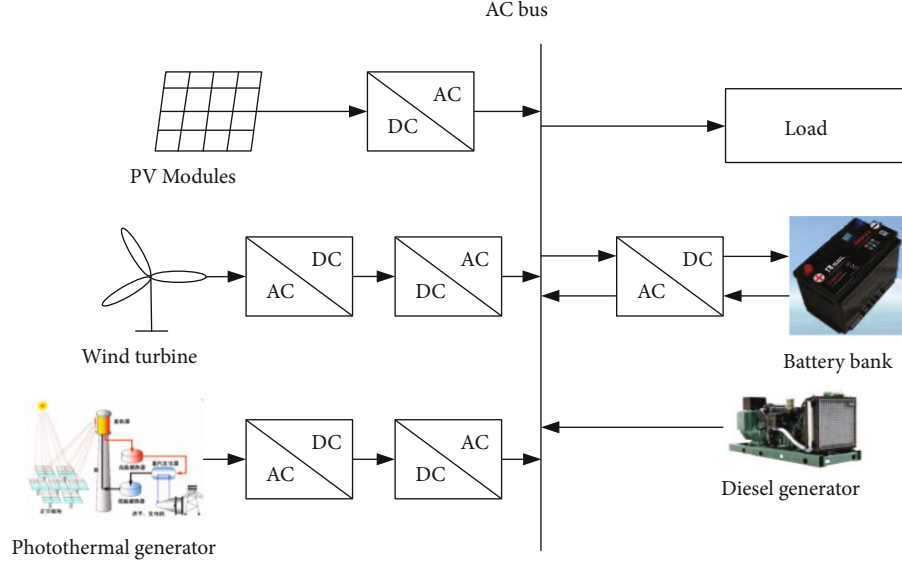 AC bus
AC
DC
Load
PV Modules
DC
AC
AC
DC
DC
AC
Wind turbine
Battery bank
DC
AC
AC
DC
Diesel generator
Photothermal generator